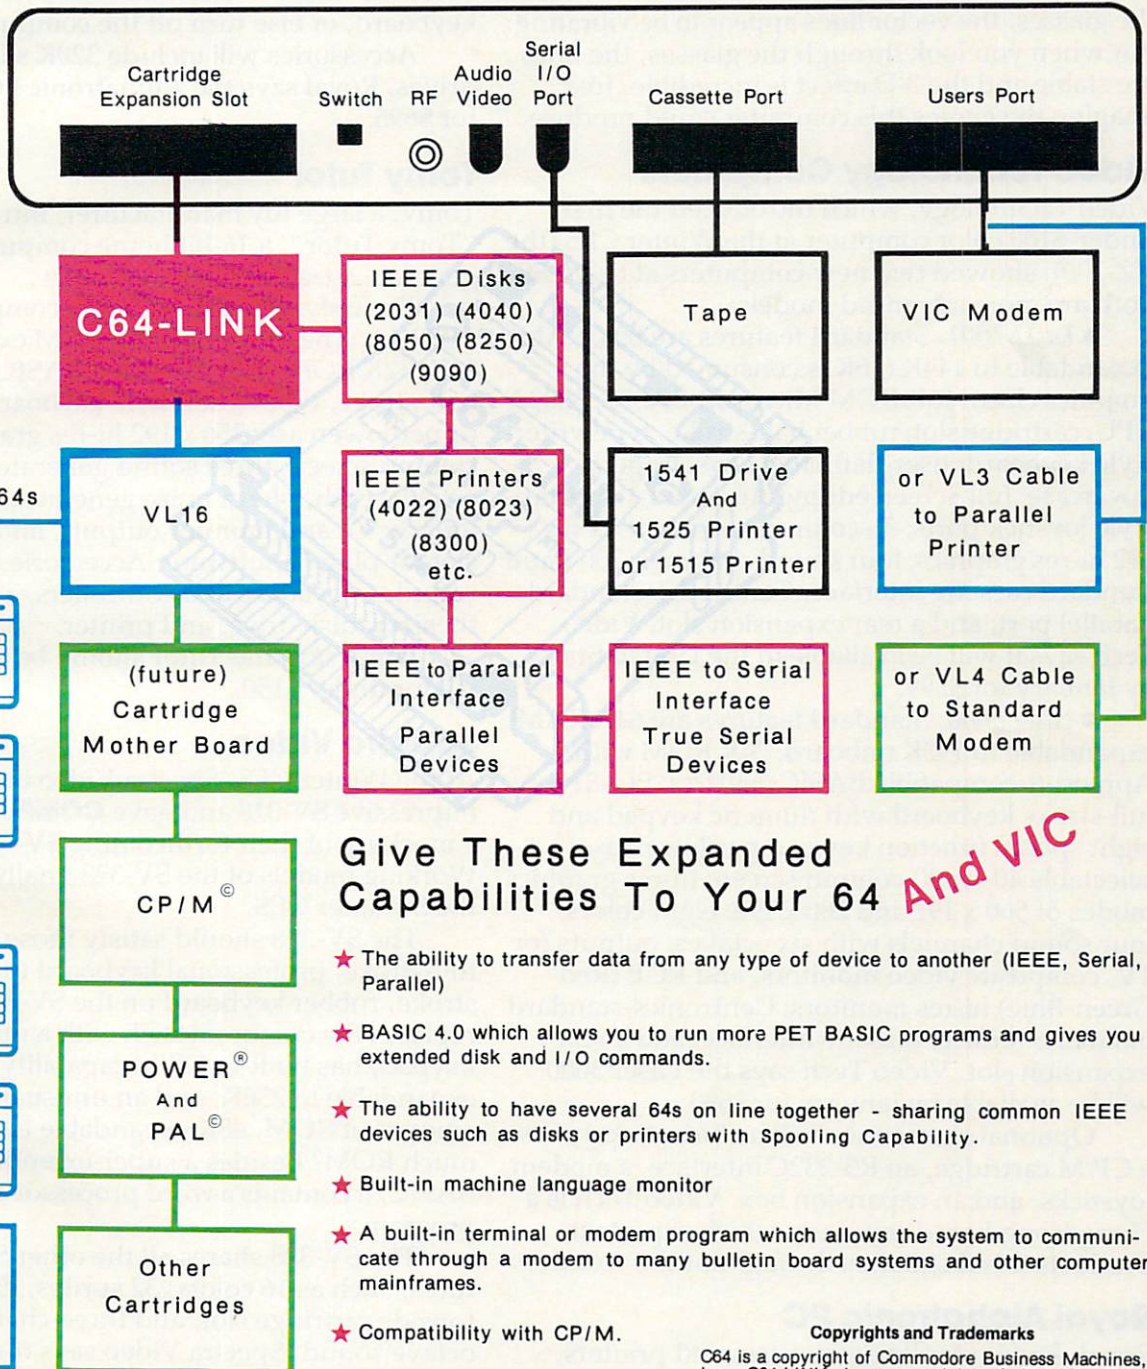 Cartridge
Expansion Slot
Switch
RF
Audio
Video
Serial
I/O
Port
Cassette Port
Users Port
C64-LINK
IEEE Disks
(2031) (4040)
(8050) (8250)
(9090)
Tape
VIC Modem
64s
VL16
IEEE Printers
(4022) (8023)
(8300)
etc.
1541 Drive
And
1525 Printer
or 1515 Printer
or VL3 Cable
to Parallel
Printer
(future)
Cartridge
Mother Board
IEEE to Parallel
Interface
Parallel
Devices
IEEE to Serial
Interface
True Serial
Devices
or VL4 Cable
to Standard
Modem
CP/M©
POWER®
And
PAL©
Other
Cartridges
Give These Expanded
Capabilities To Your 64 And VIC
★ The ability to transfer data from any type of device to another (IEEE, Serial,
Parallel)
★ BASIC 4.0 which allows you to run more PET BASIC programs and gives you
extended disk and I/O commands.
★ The ability to have several 64s on line together - sharing common IEEE
devices such as disks or printers with Spooling Capability.
★ Built-in machine language monitor
★ A built-in terminal or modem program which allows the system to communi-
cate through a modem to many bulletin board systems and other computer
mainframes.
★ Compatibility with CP/M.
Copyrights and Trademarks
C64 is a copyright of Commodore Business Machines